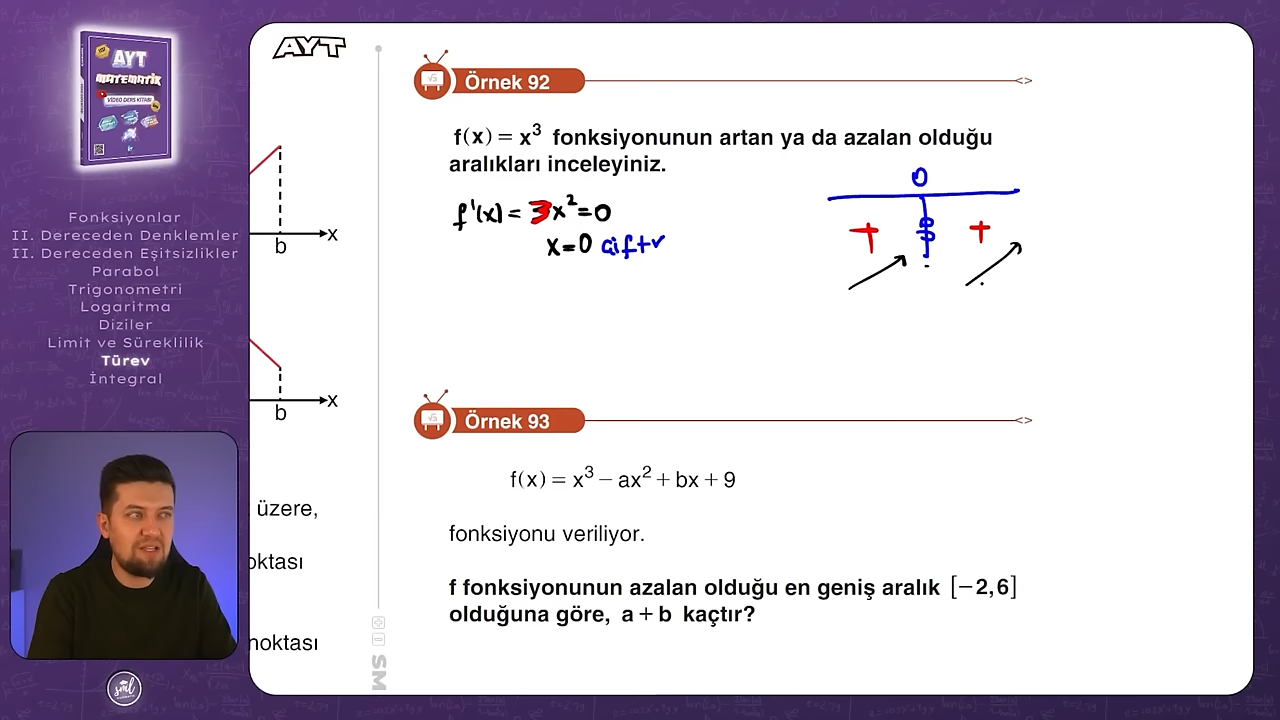 AYT
MATEMATİK
VİDEO DERS KİTABI
Fonksiyonlar
II. Dereceden Denklemler
II. Dereceden Eşitsizlikler
Parabol
Trigonometri
Logaritma
Diziler
Limit ve Süreklilik
Türev
İntegral
sml
AYT
b
x
b
x
üzere,
oktası
noktası
SM
Örnek 92
f(x) = x³ fonksiyonunun artan ya da azalan olduğu
aralıkları inceleyiniz.
f'(x) = 3x² = 0
x = 0 çift
0
+ +
Örnek 93
f(x) = x³ − ax² + bx + 9
fonksiyonu veriliyor.
f fonksiyonunun azalan olduğu en geniş aralık [−2,6]
olduğuna göre, a + b kaçtır?